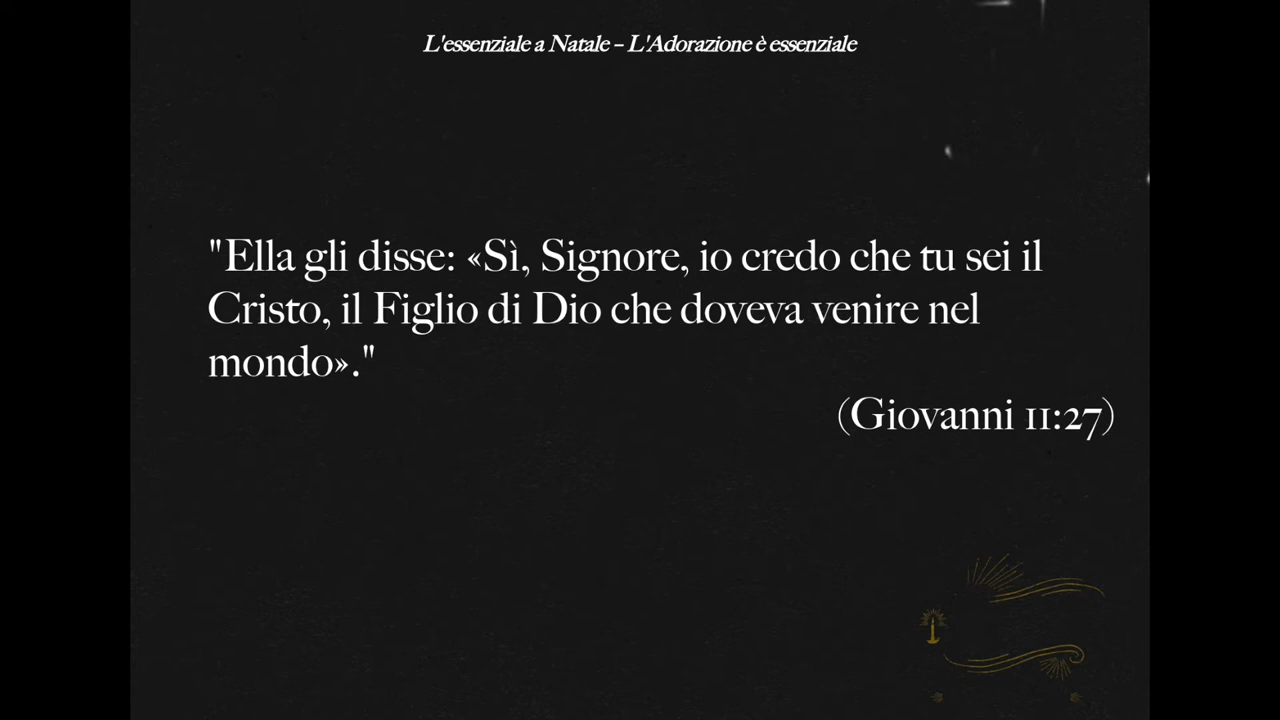 L'essenziale a Natale – L'Adorazione è essenziale
"Ella gli disse: «Sì, Signore, io credo che tu sei il
Cristo, il Figlio di Dio che doveva venire nel
mondo»."
(Giovanni 11:27)